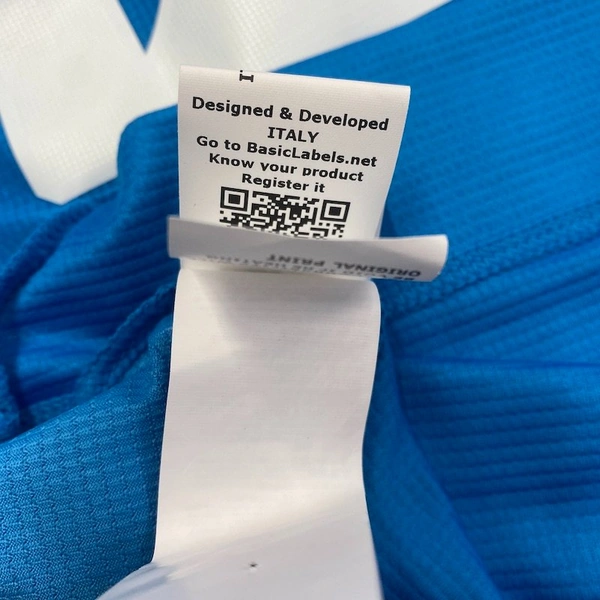 Designed & Developed
ITALY
Go to BasicLabels.net
Know your product
Register it
ORIGINAL PRINT